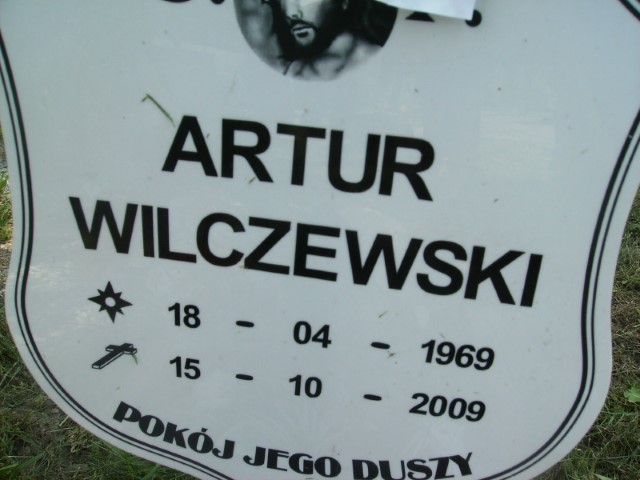 ARTUR
WILCZEWSKI
18 - 04 - 1969
15 - 10 - 2009
POKÓJ JEGO DUSZY